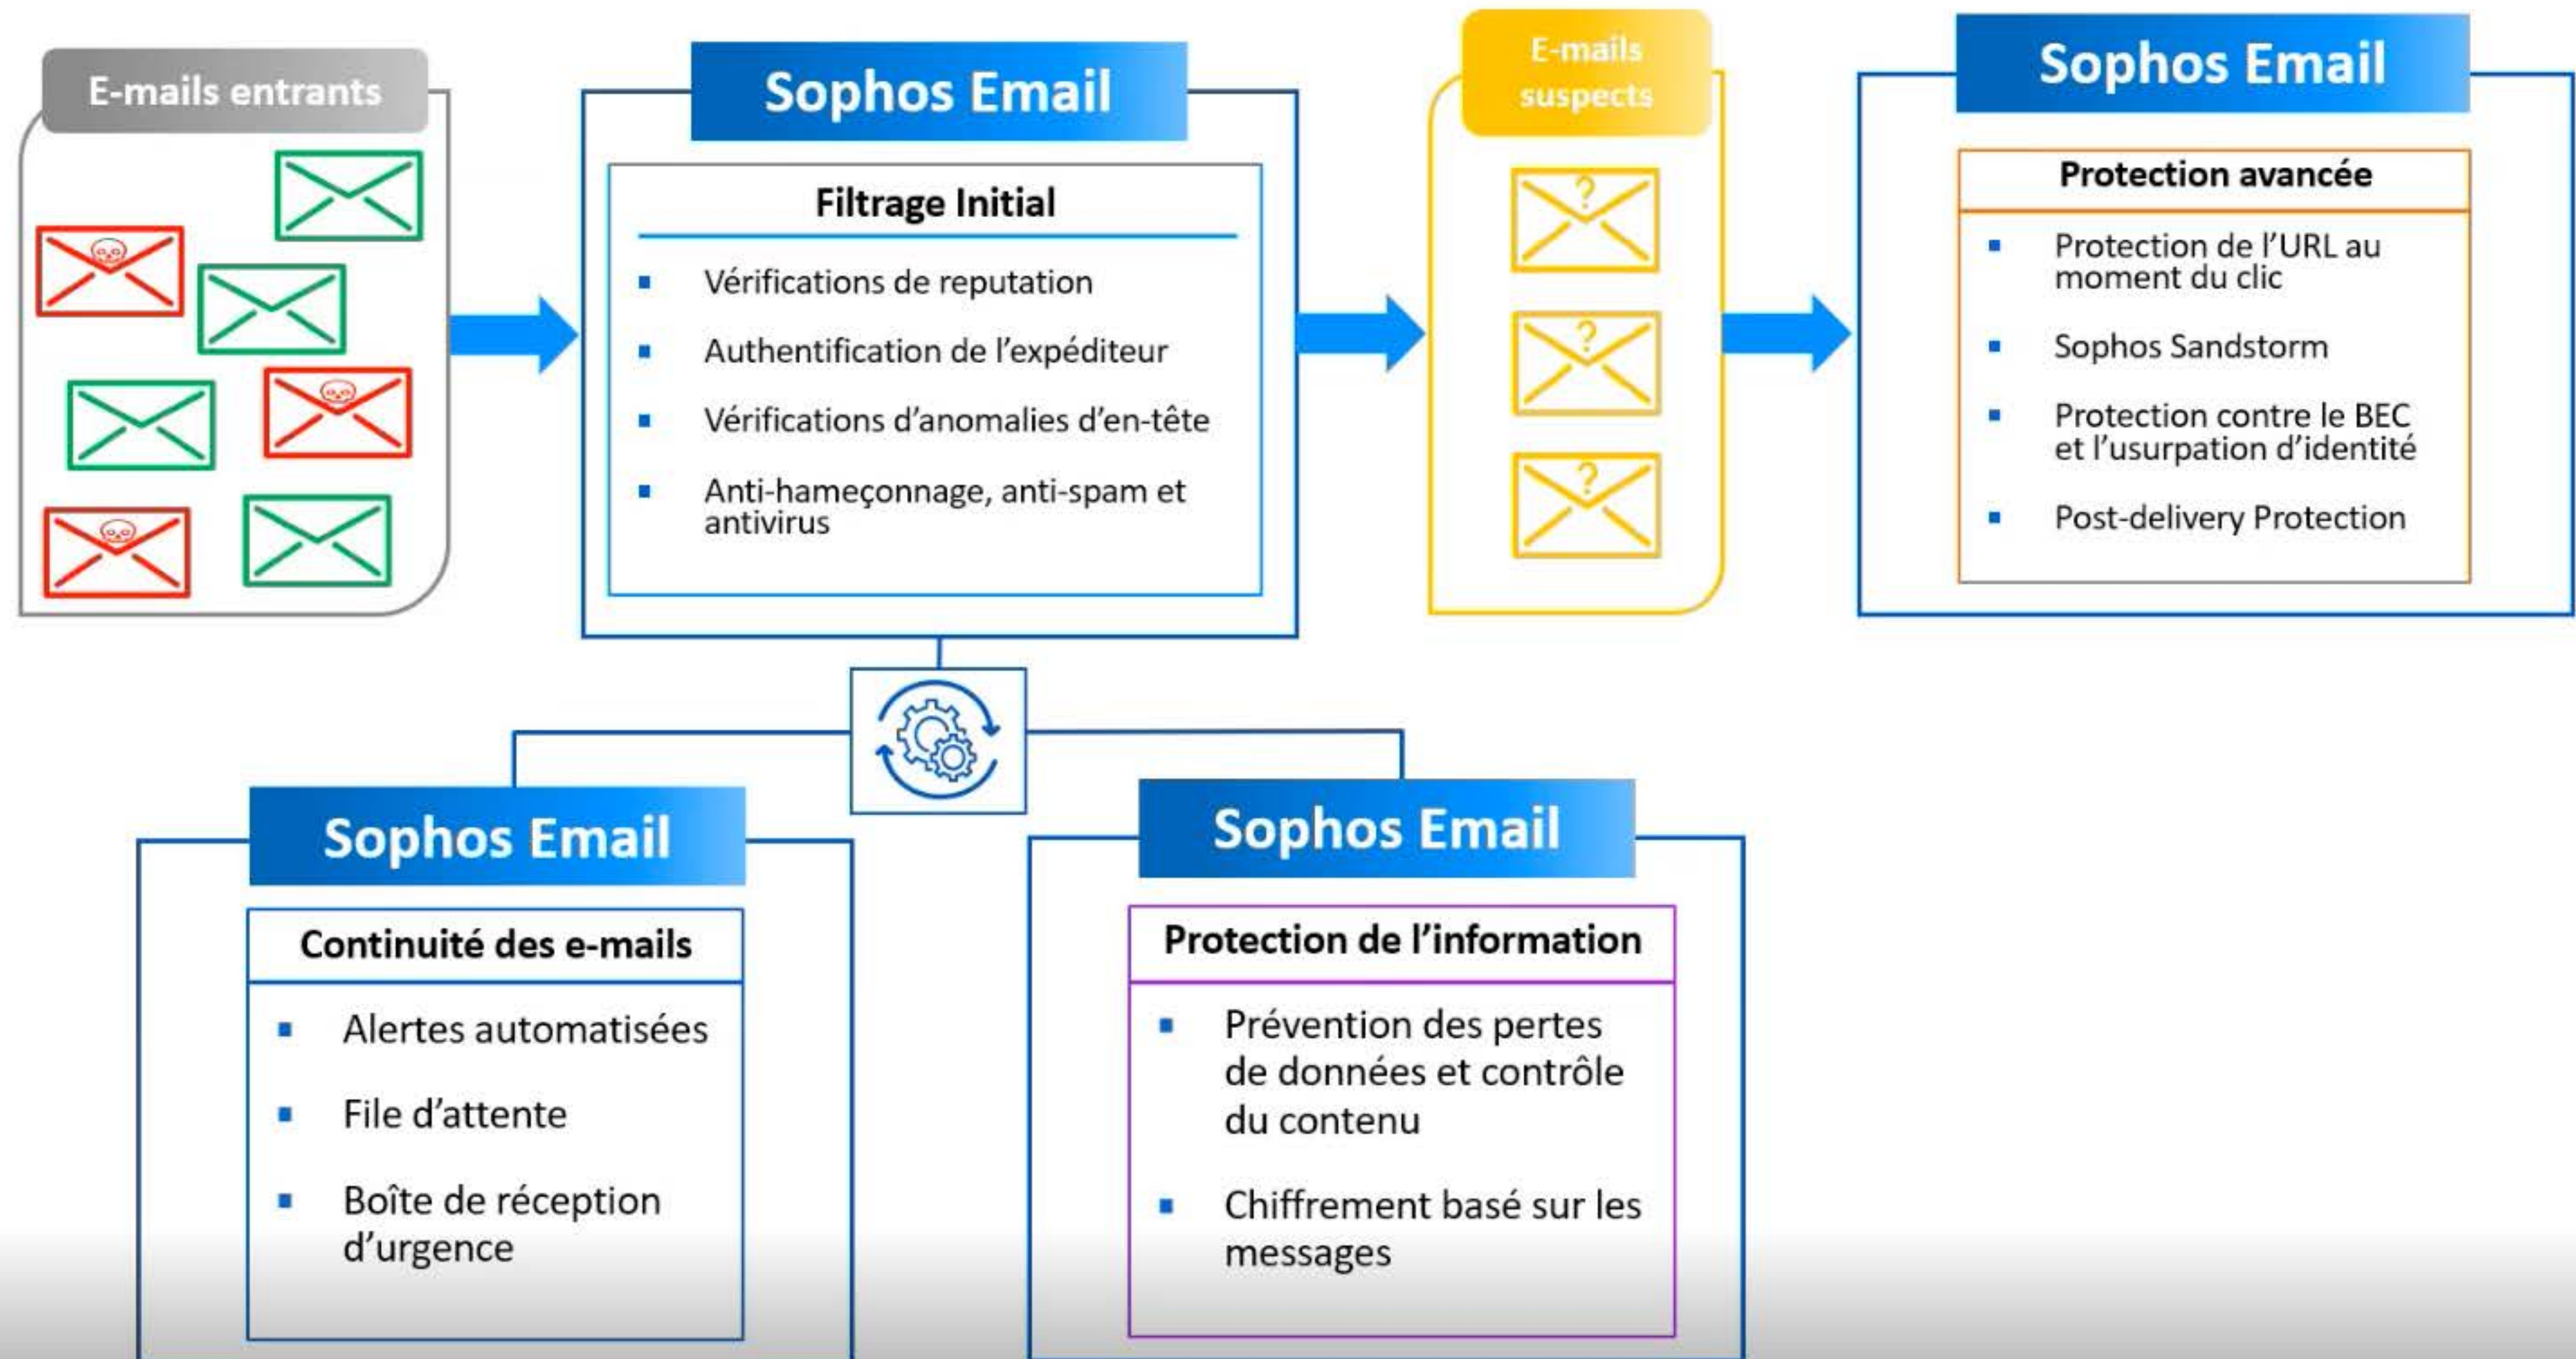 E-mails entrants
Sophos Email
Filtrage Initial
Vérifications de reputation
Authentification de l'expéditeur
Vérifications d'anomalies d'en-tête
Anti-hameçonnage, anti-spam et
antivirus
E-mails
suspects
?
?
?
Sophos Email
Protection avancée
Protection de l'URL au
moment du clic
Sophos Sandstorm
Protection contre le BEC
et l'usurpation d'identité
Post-delivery Protection
Sophos Email
Continuité des e-mails
Alertes automatisées
File d'attente
Boîte de réception
d'urgence
Sophos Email
Protection de l'information
Prévention des pertes
de données et contrôle
du contenu
Chiffrement basé sur les
messages